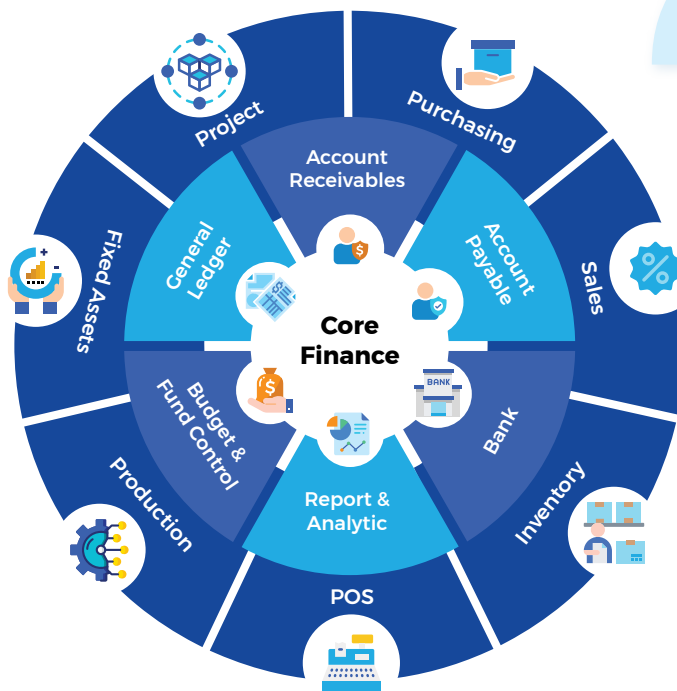 Project
Purchasing
Account
Receivables
General
Ledger
Account
Payable
Fixed Assets
Sales
Core
Finance
BANK
Budget &
Fund Control
Bank
Report &
Analytic
Production
Inventory
POS